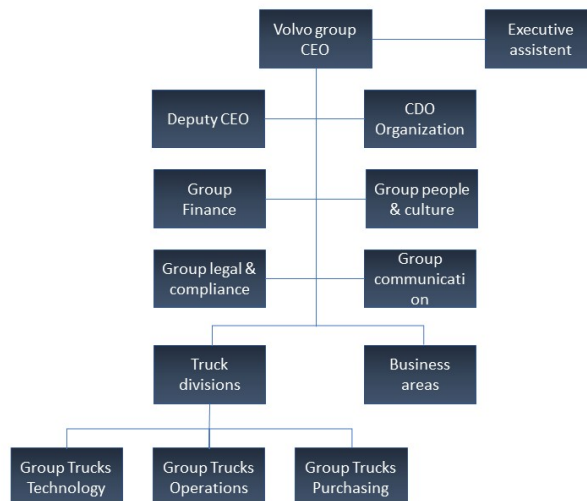 Volvo group
CEO
Executive
assistent
Deputy CEO
CDO
Organization
Group
Finance
Group people
& culture
Group legal &
compliance
Group
communicati
on
Truck
divisions
Business
areas
Group Trucks
Technology
Group Trucks
Operations
Group Trucks
Purchasing